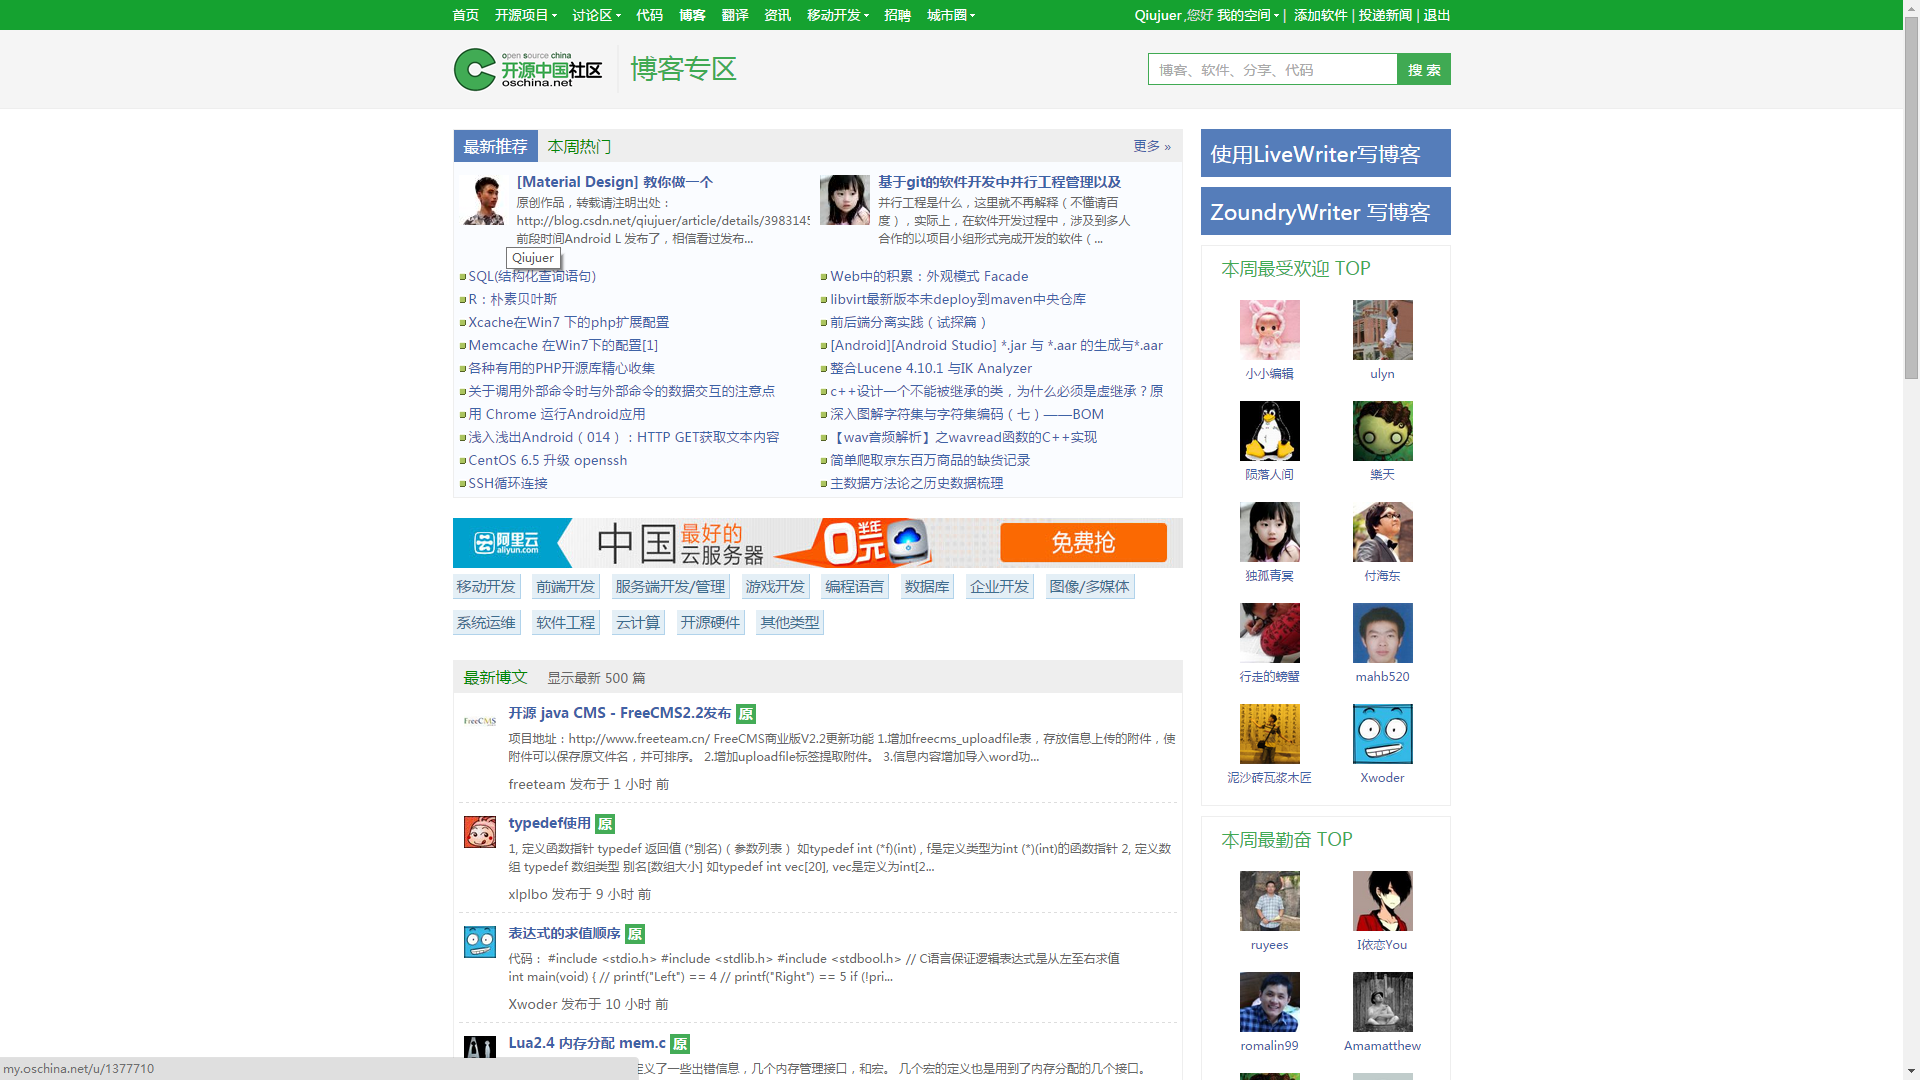 首页 开源项目 讨论区 代码 博客 翻译 资讯 移动开发 招聘 城市圈
Qiujuer ,您好 我的空间 | 添加软件 | 投递新闻 | 退出
open source china
开源中国社区
oschina.net
博客专区
博客、软件、分享、代码
搜 索
最新推荐 本周热门 更多 »
[Material Design] 教你做一个
原创作品，转载请注明出处：
http://blog.csdn.net/qiujuer/article/details/3983145
前段时间Android L 发布了，相信看过发布...
Qiujuer
基于git的软件开发中并行工程管理以及
并行工程是什么，这里就不再解释（不懂请百
度），实际上，在软件开发过程中，涉及到多人
合作的以项目小组形式完成开发的软件（...
SQL(结构化查询语句)
R：朴素贝叶斯
Xcache在Win7 下的php扩展配置
Memcache 在Win7下的配置[1]
各种有用的PHP开源库精心收集
关于调用外部命令时与外部命令的数据交互的注意点
用 Chrome 运行Android应用
浅入浅出Android（014）：HTTP GET获取文本内容
CentOS 6.5 升级 openssh
SSH循环连接
Web中的积累：外观模式 Facade
libvirt最新版本未deploy到maven中央仓库
前后端分离实践（试探篇）
[Android][Android Studio] *.jar 与 *.aar 的生成与*.aar
整合Lucene 4.10.1 与IK Analyzer
c++设计一个不能被继承的类，为什么必须是虚继承？原
深入图解字符集与字符集编码（七）——BOM
【wav音频解析】之wavread函数的C++实现
简单爬取京东百万商品的缺货记录
主数据方法论之历史数据梳理
阿里云
aliyun.com
中国 最好的
云服务器
0元 半年
免费抢
移动开发 前端开发 服务端开发/管理 游戏开发 编程语言 数据库 企业开发 图像/多媒体
系统运维 软件工程 云计算 开源硬件 其他类型
最新博文 显示最新 500 篇
FreeCMS
开源 java CMS - FreeCMS2.2发布 原
项目地址：http://www.freeteam.cn/ FreeCMS商业版V2.2更新功能 1.增加freecms_uploadfile表，存放信息上传的附件，使
附件可以保存原文件名，并可排序。 2.增加uploadfile标签提取附件。 3.信息内容增加导入word功...
freeteam 发布于 1 小时 前
typedef使用 原
1, 定义函数指针 typedef 返回值 (*别名)（参数列表） 如typedef int (*f)(int) , f是定义类型为int (*)(int)的函数指针 2, 定义数
组 typedef 数组类型 别名[数组大小] 如typedef int vec[20], vec是定义为int[2...
xlplbo 发布于 9 小时 前
表达式的求值顺序 原
代码： #include <stdio.h> #include <stdlib.h> #include <stdbool.h> // C语言保证逻辑表达式是从左至右求值
int main(void) { // printf("Left") == 4 // printf("Right") == 5 if (!pri...
Xwoder 发布于 10 小时 前
Lua2.4 内存分配 mem.c 原
定义了一些出错信息，几个内存管理接口，和宏。 几个宏的定义也是用到了内存分配的几个接口。
my.oschina.net/u/1377710
使用LiveWriter写博客
ZoundryWriter 写博客
本周最受欢迎 TOP
小小编辑 ulyn
陨落人间 樂天
独孤青冥 付海东
行走的螃蟹 mahb520
泥沙砖瓦浆木匠 Xwoder
本周最勤奋 TOP
ruyees I依恋You
romalin99 Amamatthew